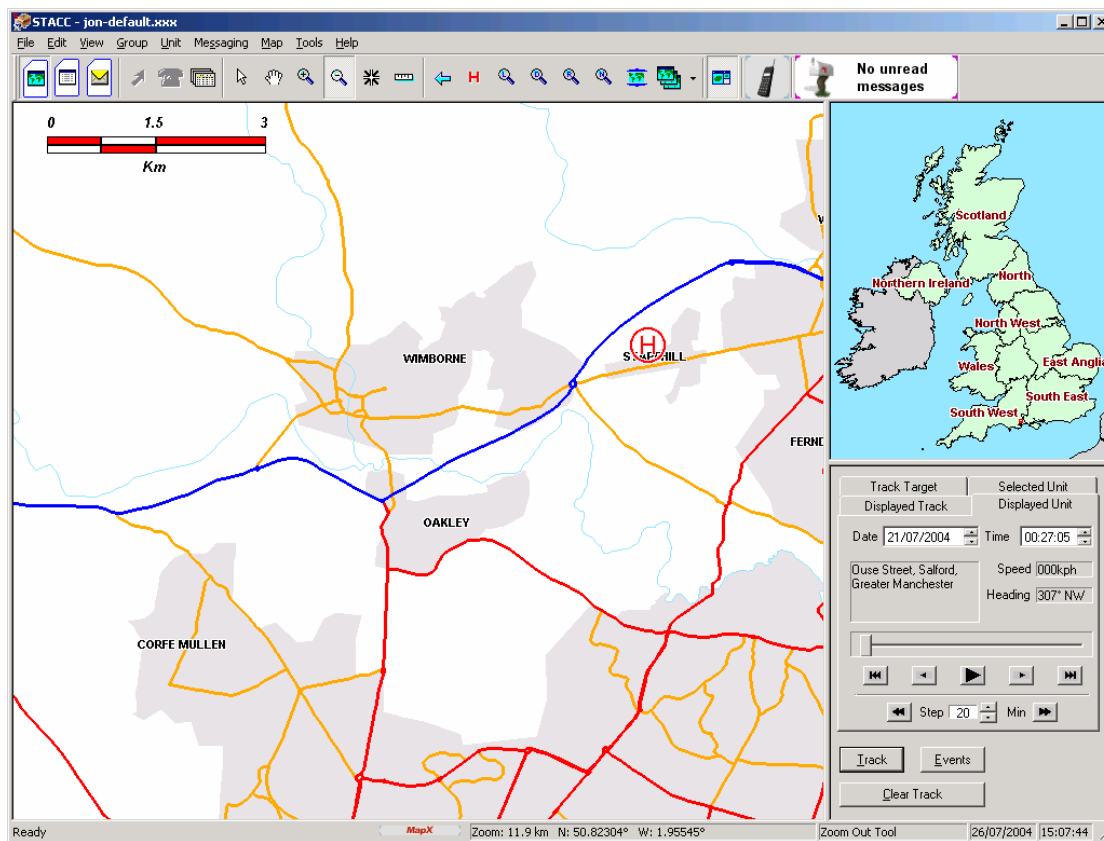 STACC - jon-default.xxx
File Edit View Group Unit Messaging Map Tools Help
H L D R N No unread
messages
0 1.5 3
Km
WIMBORNE
H
OAKLEY
FERND
CORFE MULLEN
Scotland
Northern Ireland
North
North West
East Anglia
Wales
South East
South West
Track Target Selected Unit
Displayed Track Displayed Unit
Date 21/07/2004 Time 00:27:05
Ouse Street, Salford,
Greater Manchester
Speed 000kph
Heading 307° NW
Step 20 Min
Track Events
Clear Track
Ready MapX Zoom: 11.9 km N: 50.82304° W: 1.95545° Zoom Out Tool 26/07/2004 15:07:44